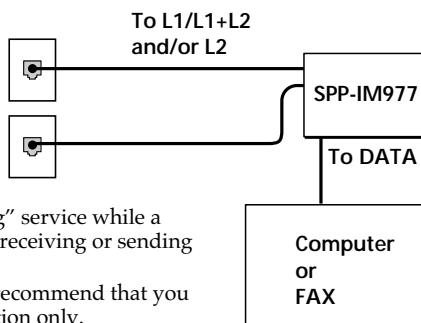 To L1/L1+L2
and/or L2
SPP-IM977
To DATA
g” service while a
receiving or sending
recommend that you
tion only.
Computer
or
FAX